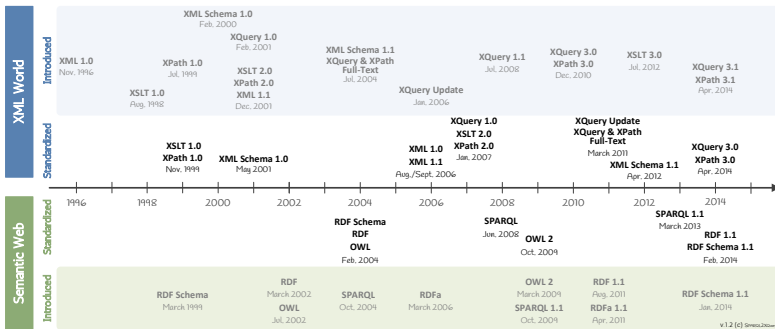 XML World
Introduced
XML 1.0
Nov. 1996
XSLT 1.0
Aug. 1998
XPath 1.0
Jul. 1999
XML Schema 1.0
Feb. 2000
XQuery 1.0
Feb. 2001
XSLT 2.0
XPath 2.0
XML 1.1
Dec. 2001
XML Schema 1.1
XQuery & XPath
Full-Text
Jul. 2004
XQuery Update
Jan. 2006
XQuery 1.1
Jul. 2008
XQuery 3.0
XPath 3.0
Dec. 2010
XSLT 3.0
Jul. 2012
XQuery 3.1
XPath 3.1
Apr. 2014
Standardized
XSLT 1.0
XPath 1.0
Nov. 1999
XML Schema 1.0
May 2001
XML 1.0
XML 1.1
Aug./Sept. 2006
XQuery 1.0
XSLT 2.0
XPath 2.0
Jan. 2007
XQuery Update
XQuery & XPath
Full-Text
March 2011
XML Schema 1.1
Apr. 2012
XQuery 3.0
XPath 3.0
Apr. 2014
1996 1998 2000 2002 2004 2006 2008 2010 2012 2014
Semantic Web
Standardized
RDF Schema
RDF
OWL
Feb. 2004
SPARQL
Jun. 2008
OWL 2
Oct. 2009
SPARQL 1.1
March 2013
RDF 1.1
RDF Schema 1.1
Feb. 2014
Introduced
RDF Schema
March 1999
RDF
March 2002
OWL
Jul. 2002
SPARQL
Oct. 2004
RDFa
March 2006
OWL 2
March 2009
SPARQL 1.1
Oct. 2009
RDF 1.1
Aug. 2011
RDFa 1.1
Apr. 2011
RDF Schema 1.1
Jan. 2014
v.1.2 (c)